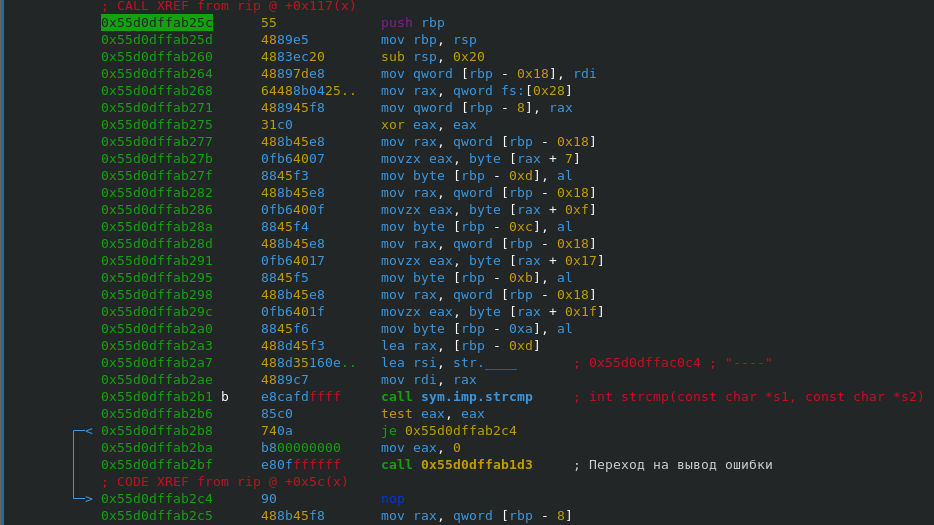 ; CALL XREF from rip @ +0x117(x)
0x55d0dffab25c 55 push rbp
0x55d0dffab25d 4889e5 mov rbp, rsp
0x55d0dffab260 4883ec20 sub rsp, 0x20
0x55d0dffab264 48897de8 mov qword [rbp - 0x18], rdi
0x55d0dffab268 64488b0425.. mov rax, qword fs:[0x28]
0x55d0dffab271 488945f8 mov qword [rbp - 8], rax
0x55d0dffab275 31c0 xor eax, eax
0x55d0dffab277 488b45e8 mov rax, qword [rbp - 0x18]
0x55d0dffab27b 0fb64007 movzx eax, byte [rax + 7]
0x55d0dffab27f 8845f3 mov byte [rbp - 0xd], al
0x55d0dffab282 488b45e8 mov rax, qword [rbp - 0x18]
0x55d0dffab286 0fb6400f movzx eax, byte [rax + 0xf]
0x55d0dffab28a 8845f4 mov byte [rbp - 0xc], al
0x55d0dffab28d 488b45e8 mov rax, qword [rbp - 0x18]
0x55d0dffab291 0fb64017 movzx eax, byte [rax + 0x17]
0x55d0dffab295 8845f5 mov byte [rbp - 0xb], al
0x55d0dffab298 488b45e8 mov rax, qword [rbp - 0x18]
0x55d0dffab29c 0fb6401f movzx eax, byte [rax + 0x1f]
0x55d0dffab2a0 8845f6 mov byte [rbp - 0xa], al
0x55d0dffab2a3 488d45f3 lea rax, [rbp - 0xd]
0x55d0dffab2a7 488d35160e.. lea rsi, str.____ ; 0x55d0dffac0c4 ; "----"
0x55d0dffab2ae 4889c7 mov rdi, rax
0x55d0dffab2b1 b e8cafdffff call sym.imp.strcmp ; int strcmp(const char *s1, const char *s2)
0x55d0dffab2b6 85c0 test eax, eax
0x55d0dffab2b8 740a je 0x55d0dffab2c4
0x55d0dffab2ba b800000000 mov eax, 0
0x55d0dffab2bf e80fffffff call 0x55d0dffab1d3 ; Переход на вывод ошибки
; CODE XREF from rip @ +0x5c(x)
0x55d0dffab2c4 90 nop
0x55d0dffab2c5 488b45f8 mov rax, qword [rbp - 8]